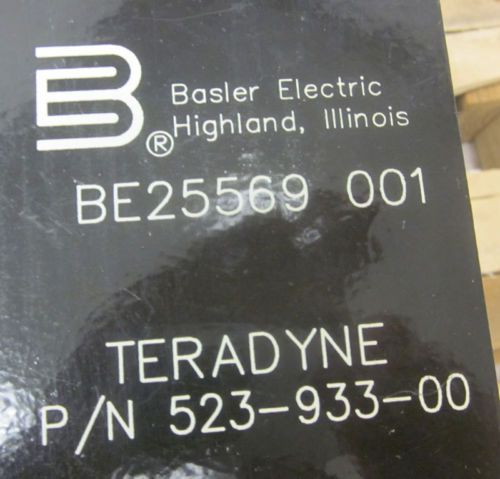 B®
Basler Electric
Highland, Illinois
BE25569 001
TERADYNE
P/N 523-933-00